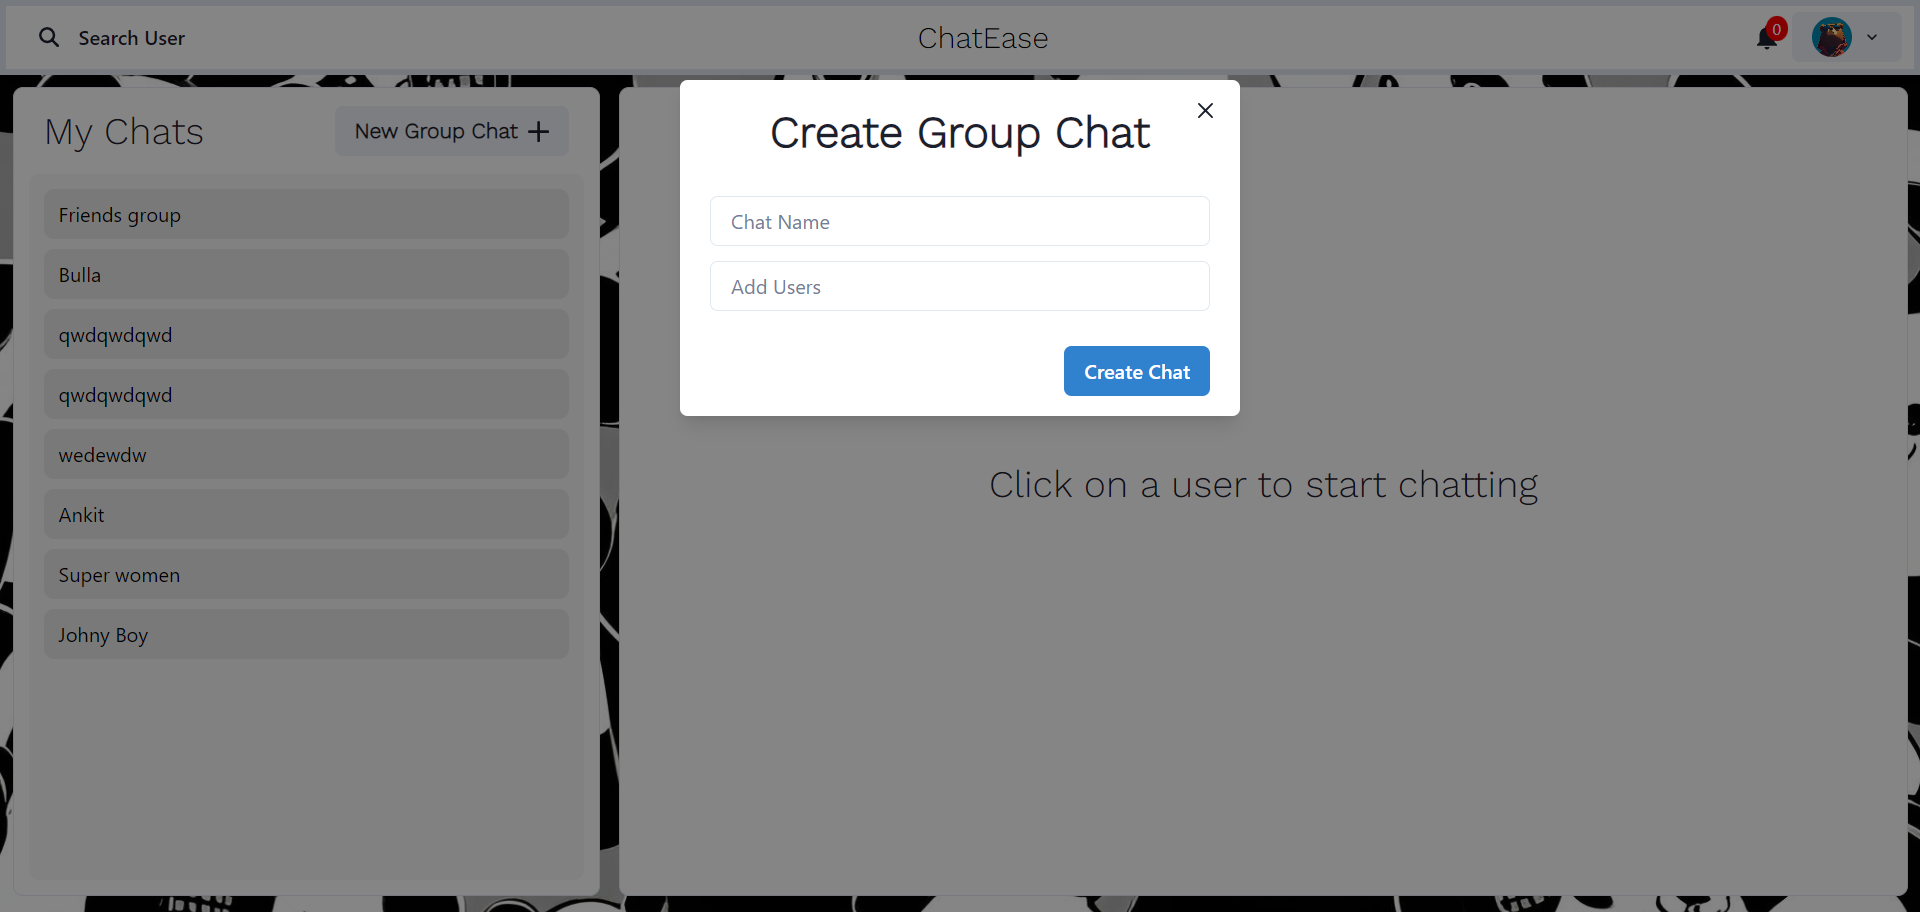 Search User
ChatEase
0
My Chats
New Group Chat
Friends group
Bulla
qwdqwdqwd
qwdqwdqwd
wedewdw
Ankit
Super women
Johny Boy
Create Group Chat
Chat Name
Add Users
Create Chat
Click on a user to start chatting